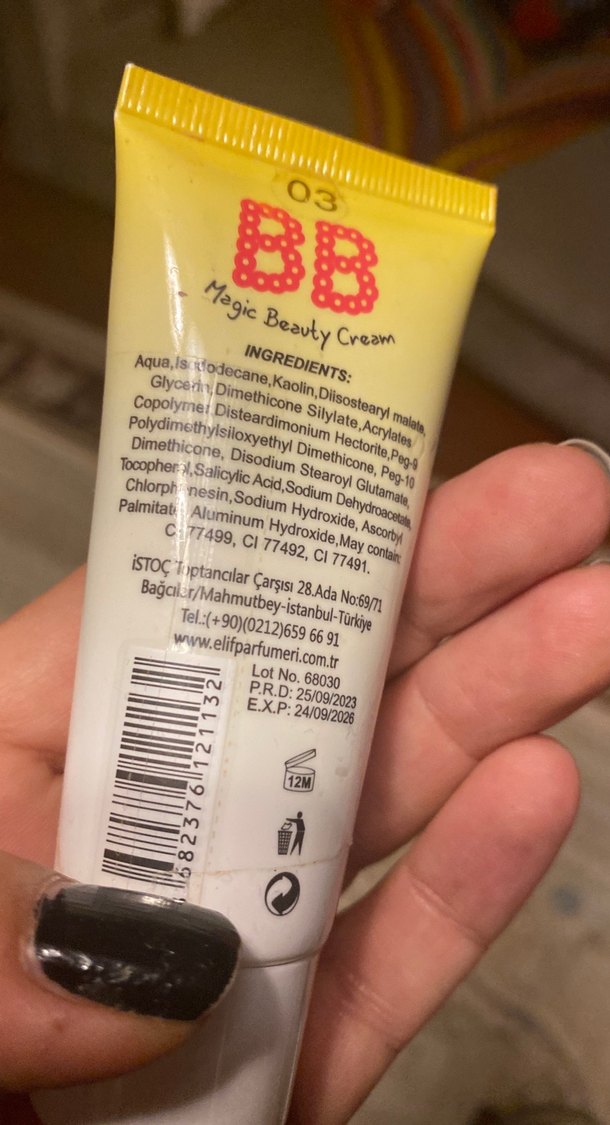 03
BB
Magic Beauty Cream
INGREDIENTS:
Aqua,Isododecane,Kaolin,Diisostearyl malate,
Glycerin,Dimethicone Silylate,Acrylates
Copolymer,Disteardimonium Hectorite,Peg-9
Polydimethylsiloxyethyl Dimethicone, Peg-10
Dimethicone, Disodium Stearoyl Glutamate,
Tocopherol,Salicylic Acid,Sodium Dehydroacetate,
Chlorphenesin,Sodium Hydroxide, Ascorbyl
Palmitate, Aluminum Hydroxide,May contain:
CI 77499, CI 77492, CI 77491.
iSTOÇ Toptancılar Çarşısı 28.Ada No:69/71
Bağcılar/Mahmutbey-istanbul-Türkiye
Tel.:(+90)(0212)659 66 91
www.elifparfumeri.com.tr
Lot No. 68030
P.R.D: 25/09/2023
E.X.P: 24/09/2026
682376 121132
12M